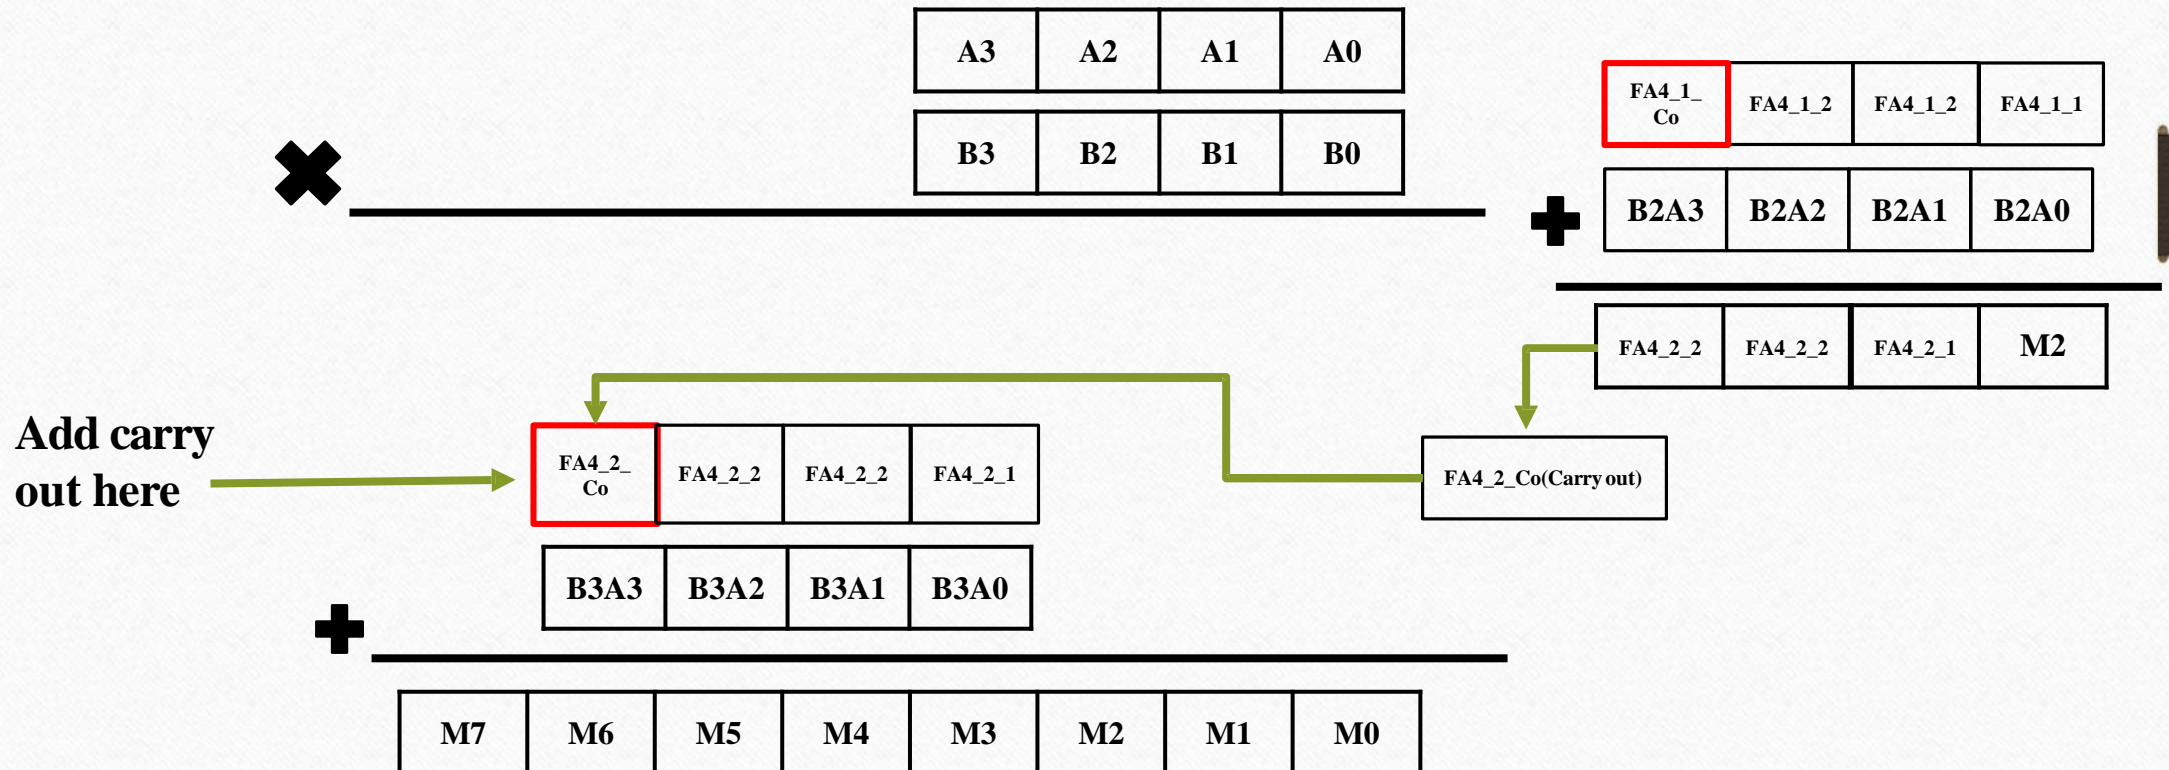 A3 A2 A1 A0
B3 B2 B1 B0
FA4_1_
Co
FA4_1_2 FA4_1_2 FA4_1_1
B2A3 B2A2 B2A1 B2A0
FA4_2_2 FA4_2_2 FA4_2_1 M2
Add carry
out here
FA4_2_
Co
FA4_2_2 FA4_2_2 FA4_2_1
FA4_2_Co(Carry out)
B3A3 B3A2 B3A1 B3A0
M7 M6 M5 M4 M3 M2 M1 M0